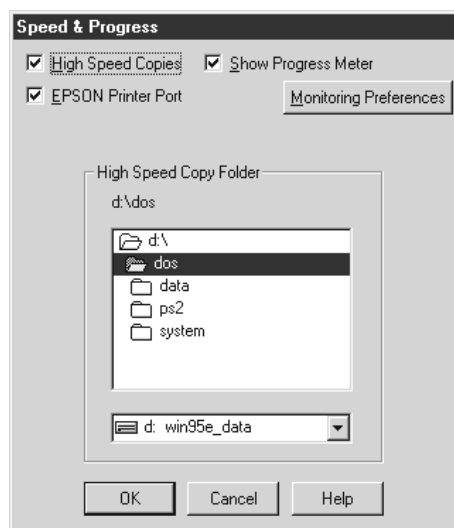 Speed & Progress
High Speed Copies Show Progress Meter
EPSON Printer Port Monitoring Preferences
High Speed Copy Folder
d:\dos
d:\
dos
data
ps2
system
d: win95e_data
OK Cancel Help